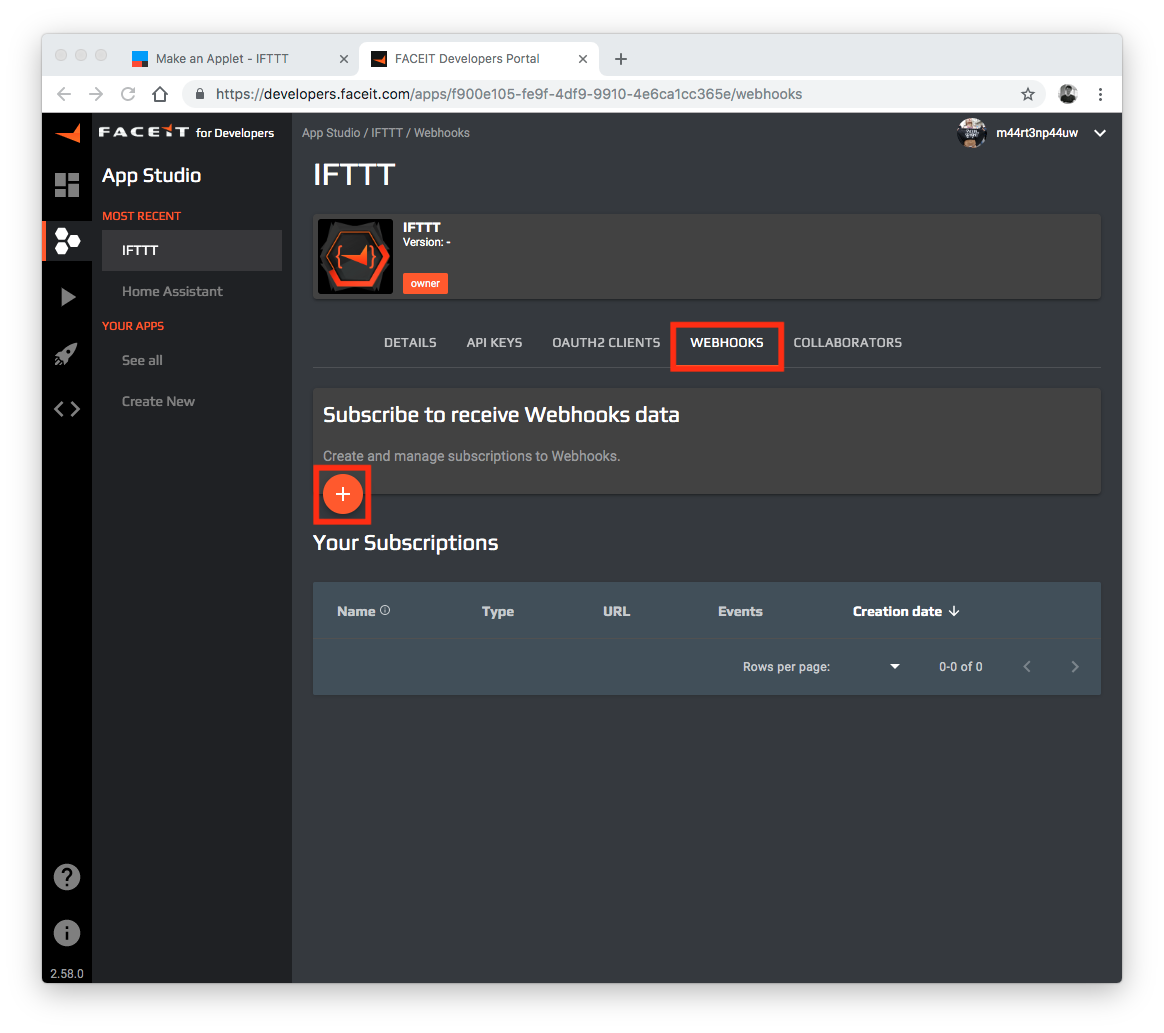 Make an Applet - IFTTT
FACEIT Developers Portal
https://developers.faceit.com/apps/f900e105-fe9f-4df9-9910-4e6ca1cc365e/webhooks
FACEIT for Developers
App Studio / IFTTT / Webhooks
m44rt3np44uw
App Studio
MOST RECENT
IFTTT
Home Assistant
YOUR APPS
See all
Create New
2.58.0
IFTTT
IFTTT
Version: -
owner
DETAILS
API KEYS
OAUTH2 CLIENTS
WEBHOOKS
COLLABORATORS
Subscribe to receive Webhooks data
Create and manage subscriptions to Webhooks.
Your Subscriptions
Name
Type
URL
Events
Creation date
Rows per page:
0-0 of 0